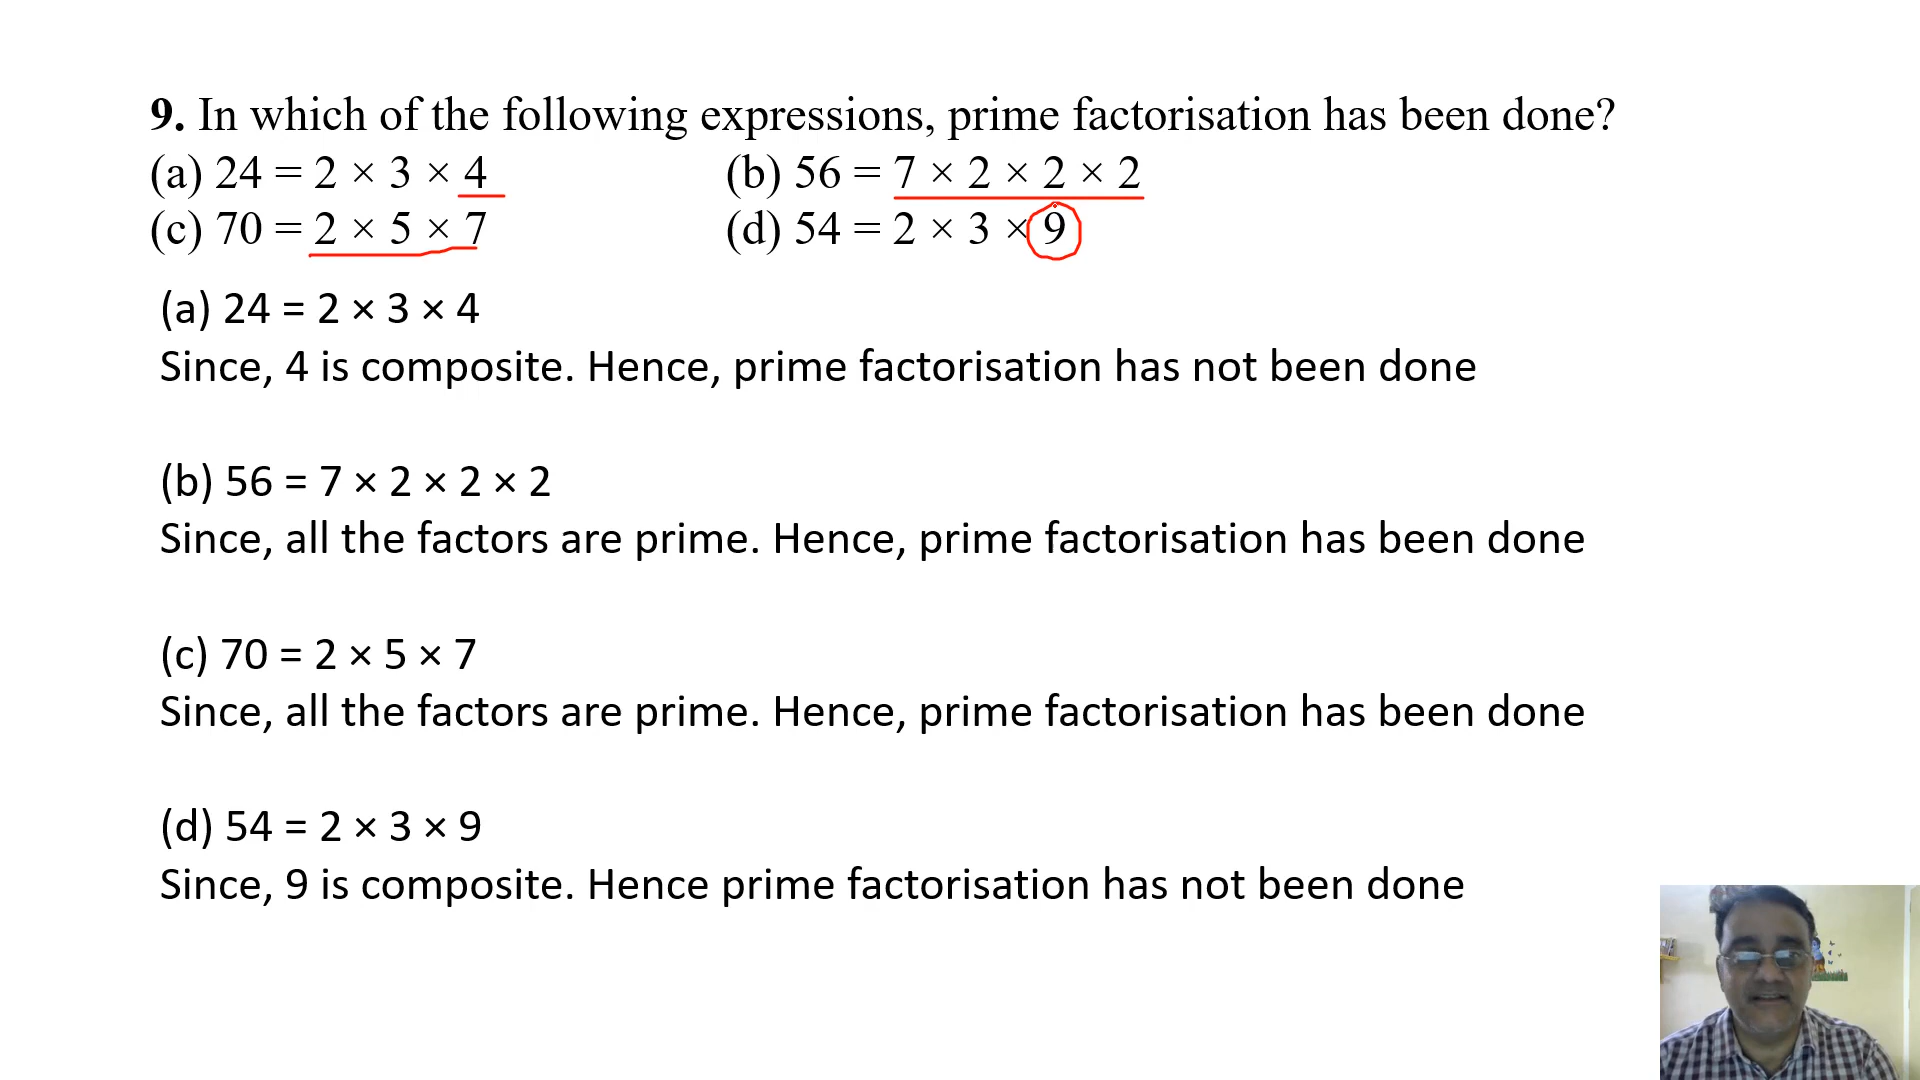 9. In which of the following expressions, prime factorisation has been done?
(a) 24 = 2 × 3 × 4 (b) 56 = 7 × 2 × 2 × 2
(c) 70 = 2 × 5 × 7 (d) 54 = 2 × 3 × 9
(a) 24 = 2 × 3 × 4
Since, 4 is composite. Hence, prime factorisation has not been done
(b) 56 = 7 × 2 × 2 × 2
Since, all the factors are prime. Hence, prime factorisation has been done
(c) 70 = 2 × 5 × 7
Since, all the factors are prime. Hence, prime factorisation has been done
(d) 54 = 2 × 3 × 9
Since, 9 is composite. Hence prime factorisation has not been done